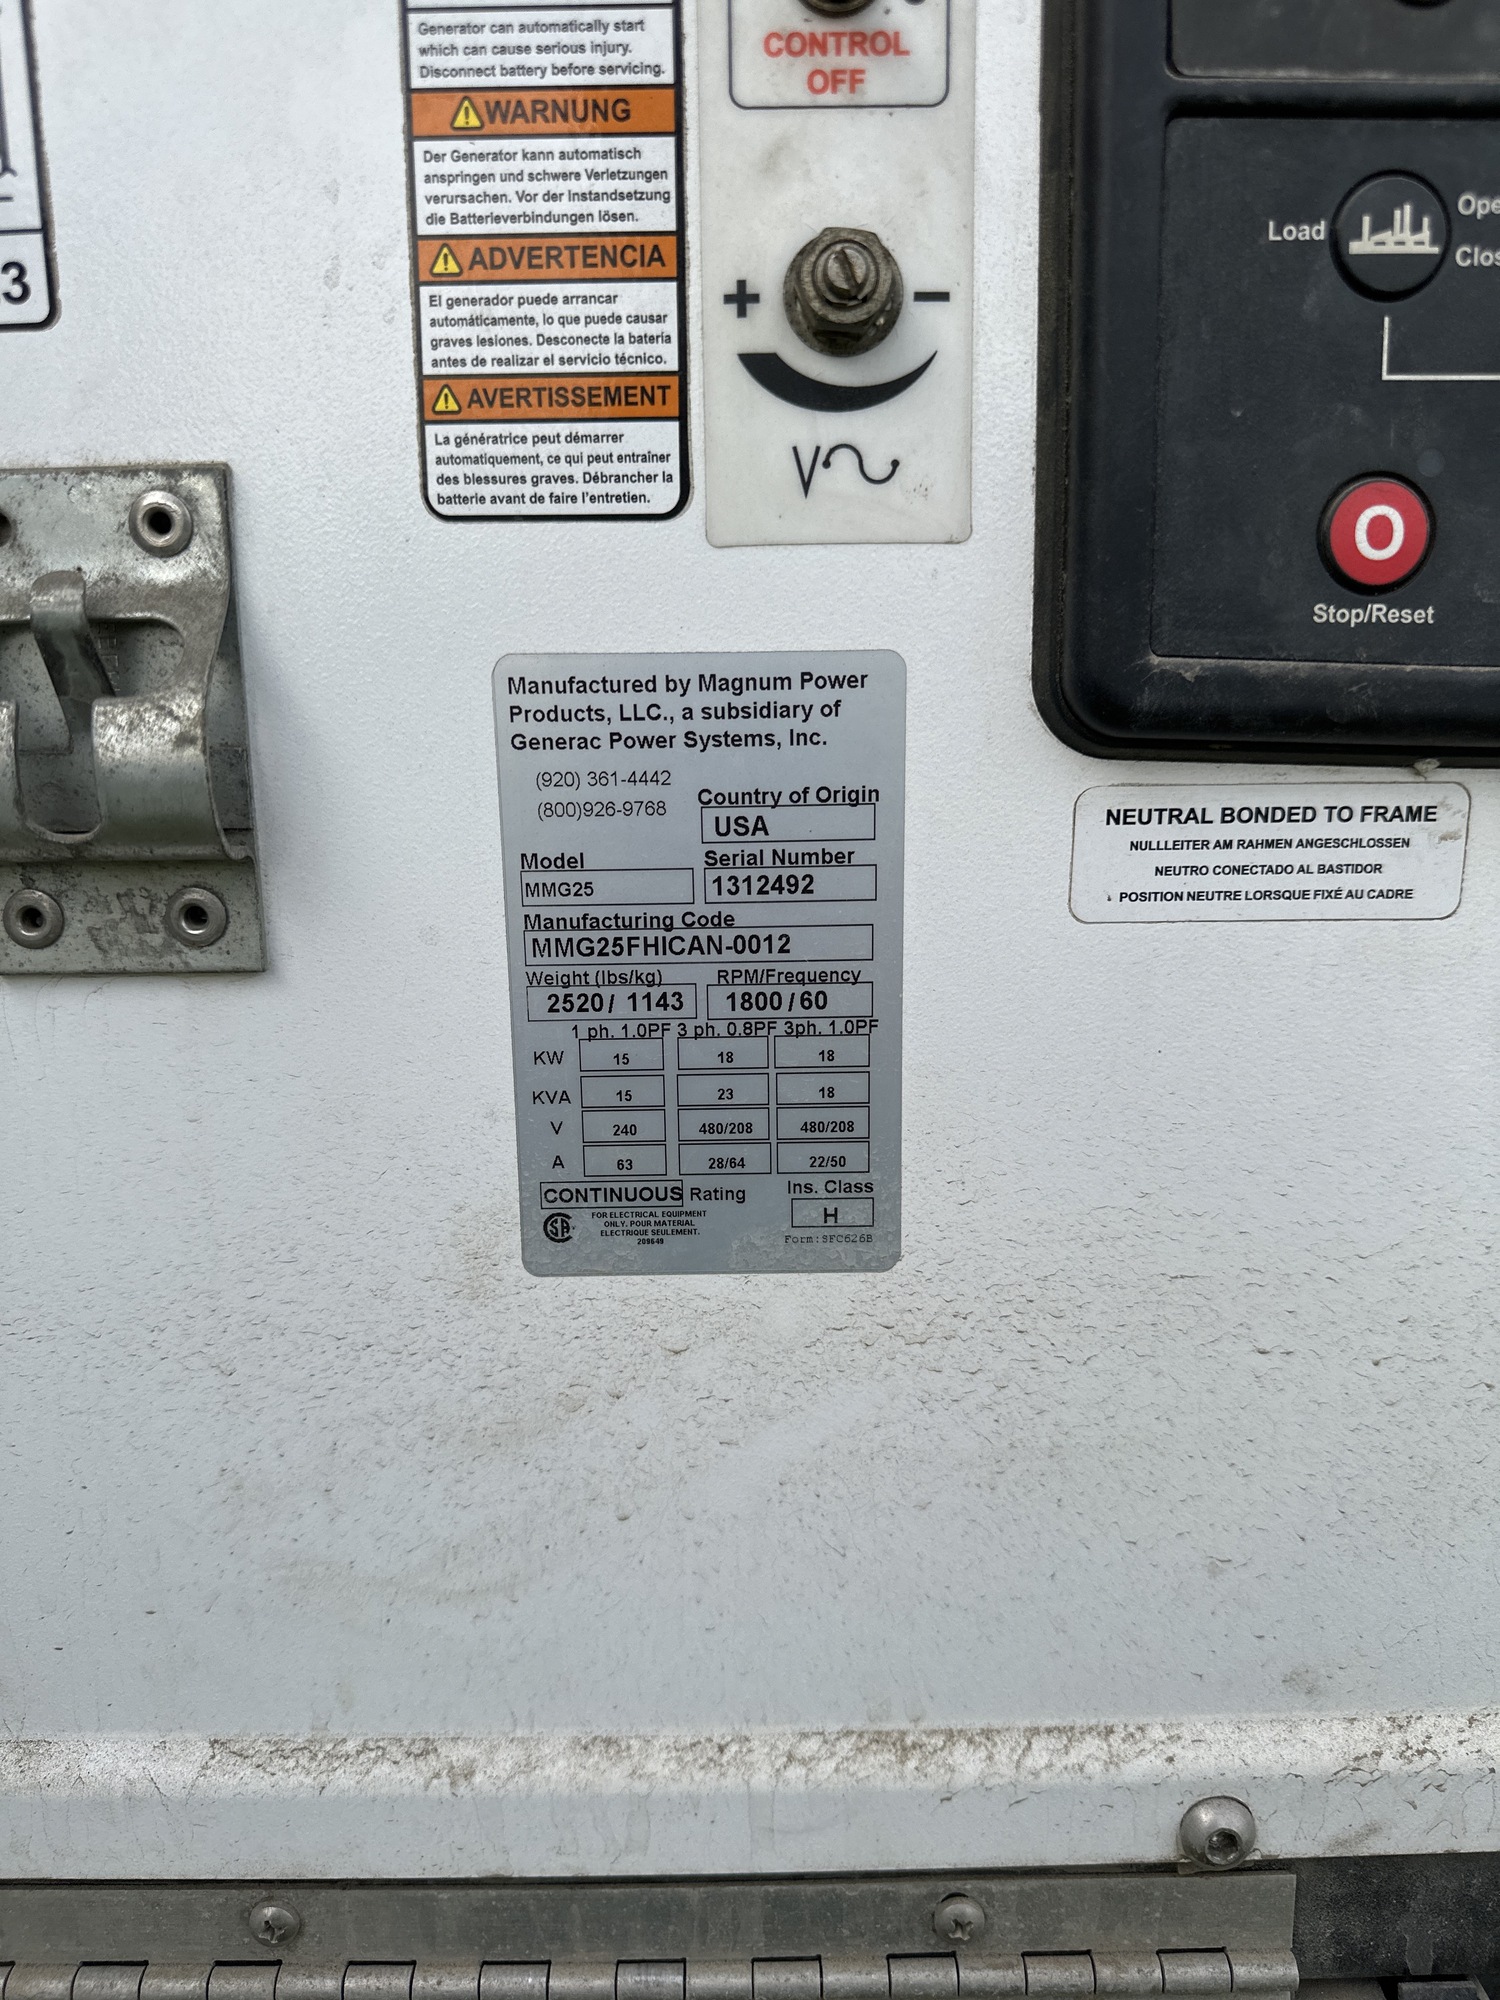 Generator can automatically start
which can cause serious injury.
Disconnect battery before servicing.
WARNUNG
Der Generator kann automatisch
anspringen und schwere Verletzungen
verursachen. Vor der Instandsetzung
die Batterieverbindungen lösen.
ADVERTENCIA
El generador puede arrancar
automáticamente, lo que puede causar
graves lesiones. Desconecte la batería
antes de realizar el servicio técnico.
AVERTISSEMENT
La génératrice peut démarrer
automatiquement, ce qui peut entraîner
des blessures graves. Débrancher la
batterie avant de faire l'entretien.
CONTROL
OFF
+ −
V
3
Load
Ope
Clos
O
Stop/Reset
Manufactured by Magnum Power
Products, LLC., a subsidiary of
Generac Power Systems, Inc.
(920) 361-4442
(800)926-9768
Country of Origin
USA
Model
MMG25
Serial Number
1312492
Manufacturing Code
MMG25FHICAN-0012
Weight (lbs/kg) RPM/Frequency
2520/ 1143 1800/60
1 ph. 1.0PF 3 ph. 0.8PF 3ph. 1.0PF
KW 15 18 18
KVA 15 23 18
V 240 480/208 480/208
A 63 28/64 22/50
CONTINUOUS Rating
Ins. Class
H
SA
FOR ELECTRICAL EQUIPMENT
ONLY. POUR MATERIAL
ELECTRIQUE SEULEMENT.
209649
Form:SFC626B
NEUTRAL BONDED TO FRAME
NULLLEITER AM RAHMEN ANGESCHLOSSEN
NEUTRO CONECTADO AL BASTIDOR
POSITION NEUTRE LORSQUE FIXÉ AU CADRE